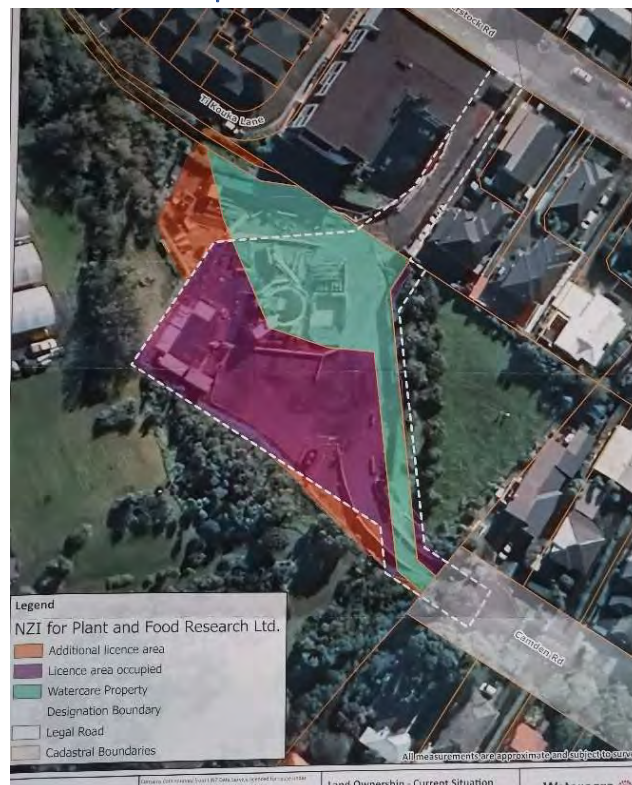 Ti Kouka Lane
Legend
NZI for Plant and Food Research Ltd.
Additional licence area
Licence area occupied
Watercare Property
Designation Boundary
Legal Road
Cadastral Boundaries
Camden Rd
All measurements are approximate and subject to
Land Ownership - Current Situation